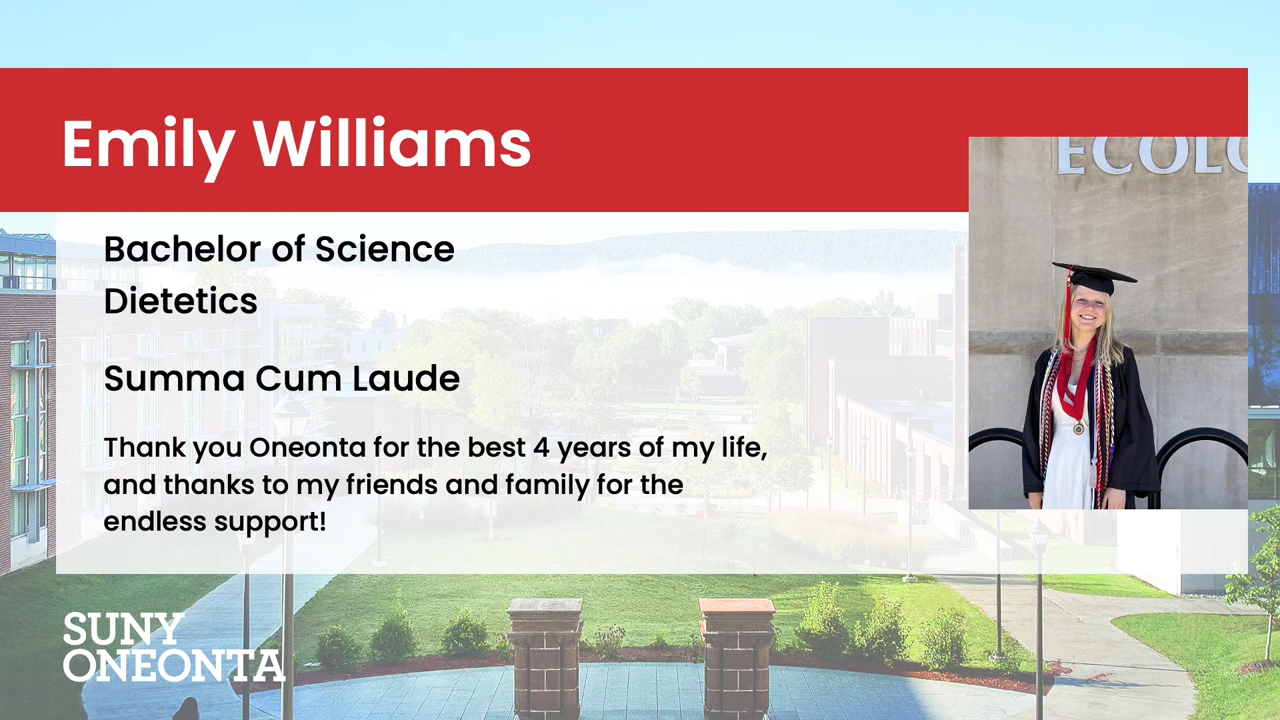 Emily Williams
ECOLO
Bachelor of Science
Dietetics
Summa Cum Laude
Thank you Oneonta for the best 4 years of my life,
and thanks to my friends and family for the
endless support!
SUNY
ONEONTA